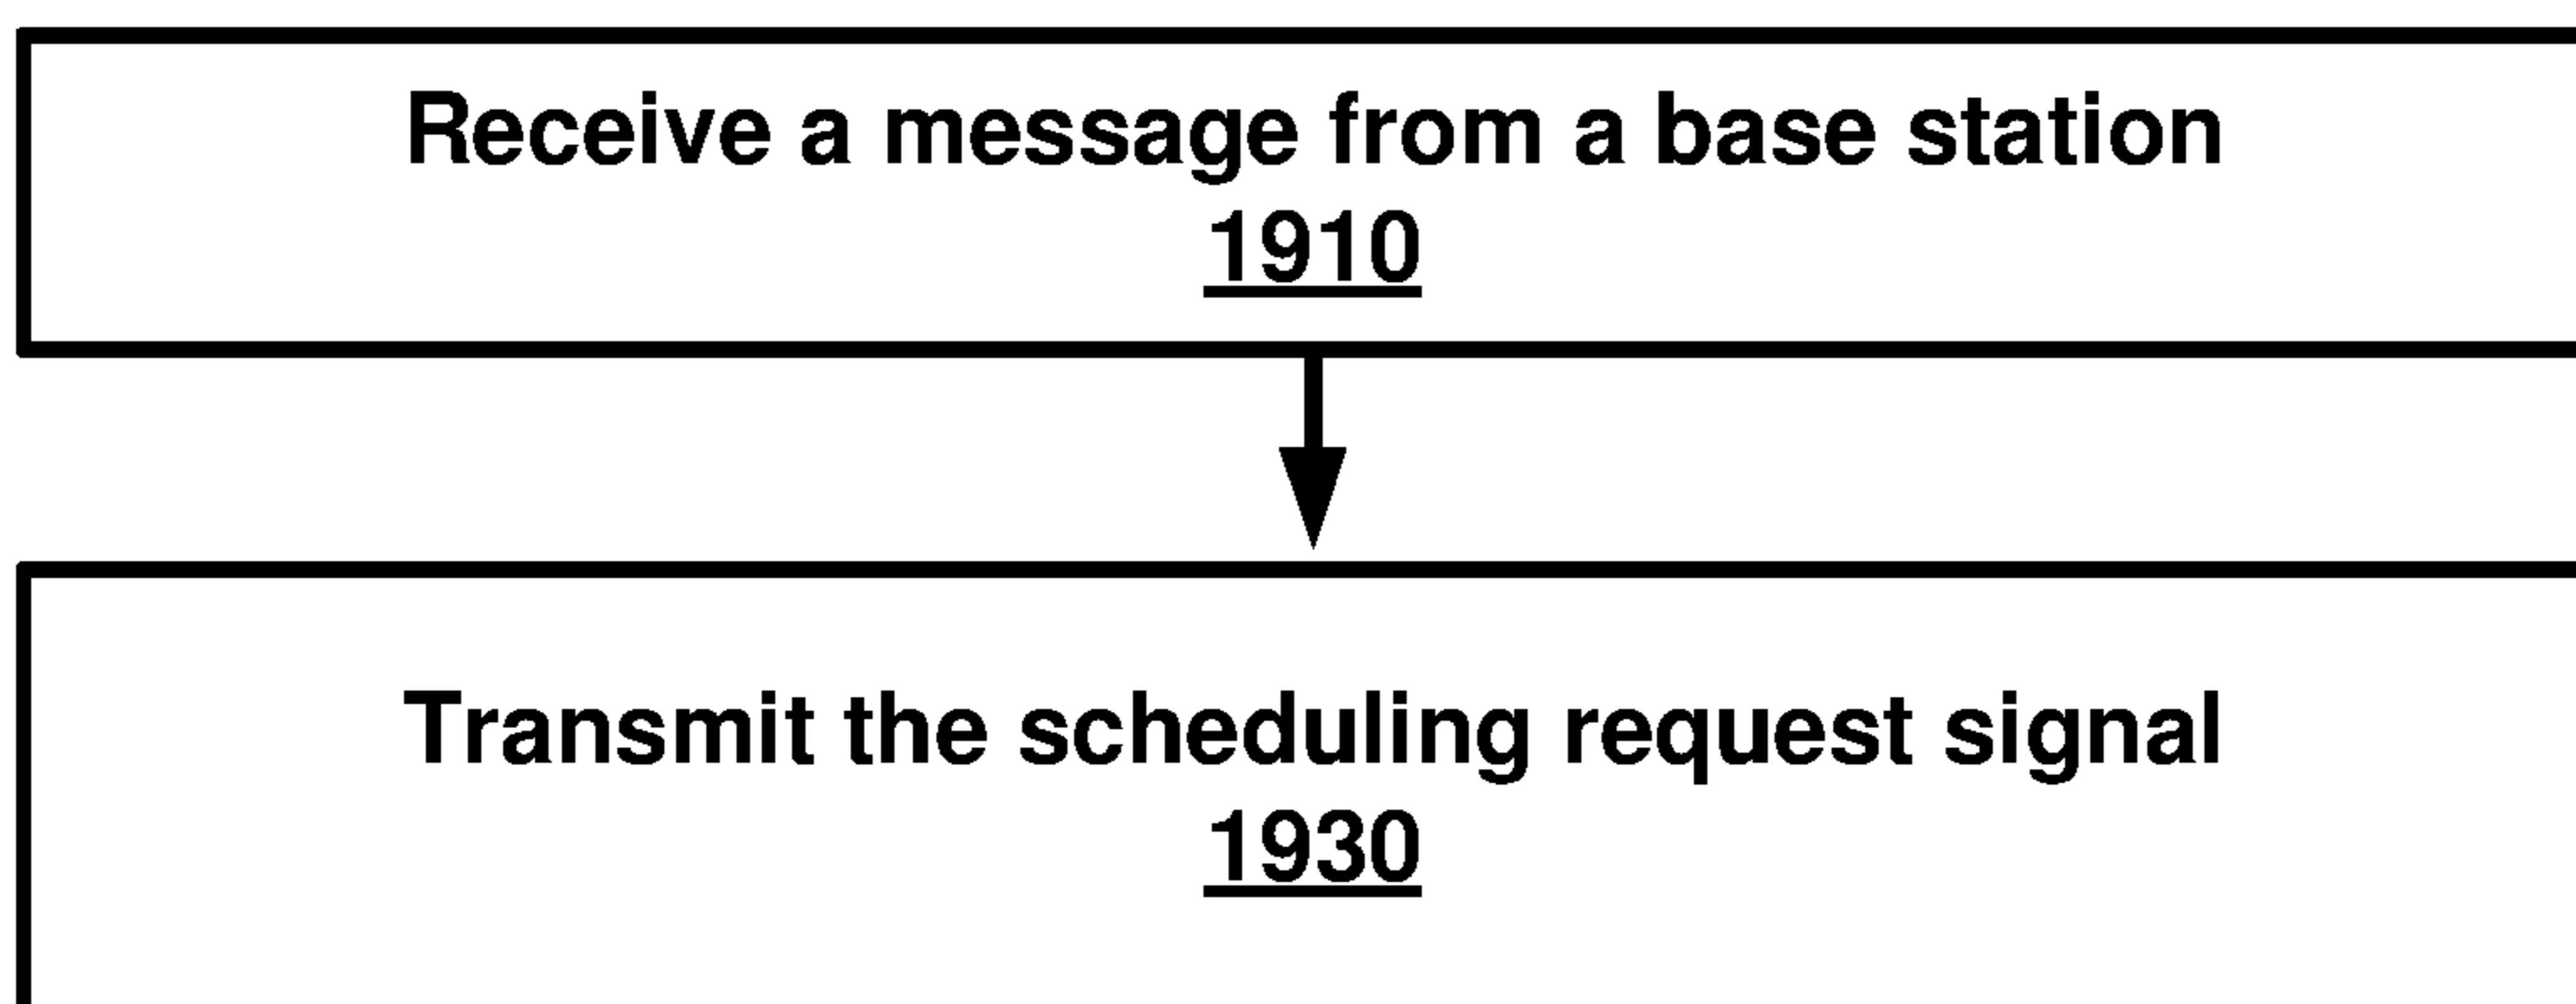 Receive a message from a base station
1910
Transmit the scheduling request signal
1930